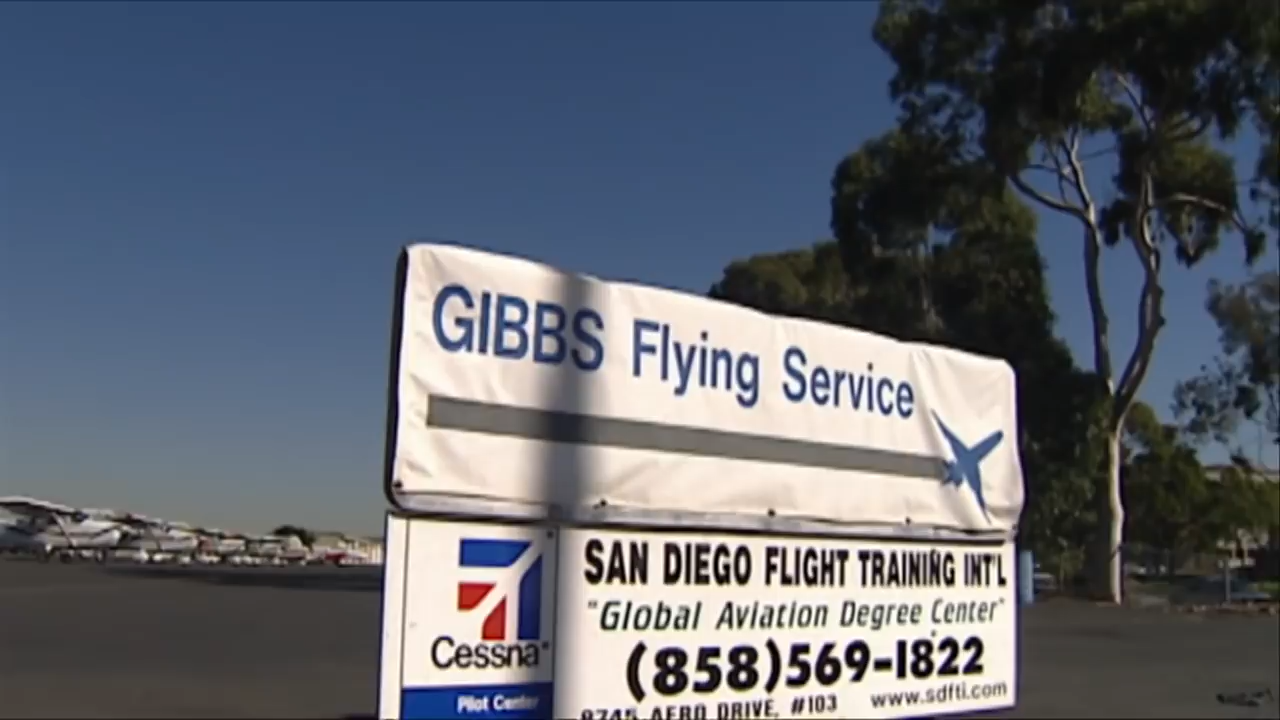 GIBBS Flying Service
Cessna
Pilot Center
SAN DIEGO FLIGHT TRAINING INT'L
"Global Aviation Degree Center"
(858)569-1822
www.sdfti.com
8745 AERO DRIVE, #103